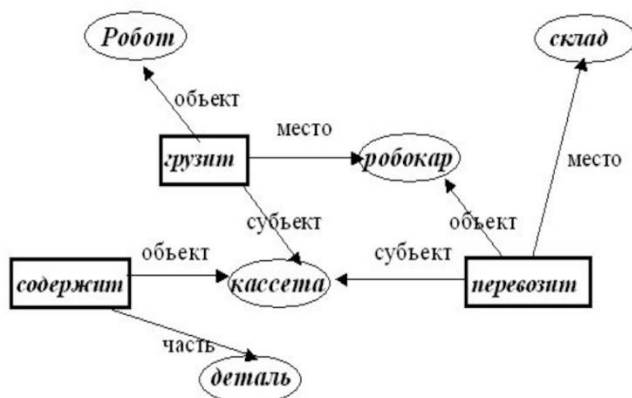 Робот
склад
объект
место
грузит
робокар
место
субъект
объект
объект
субъект
содержит
кассета
перевозит
часть
деталь